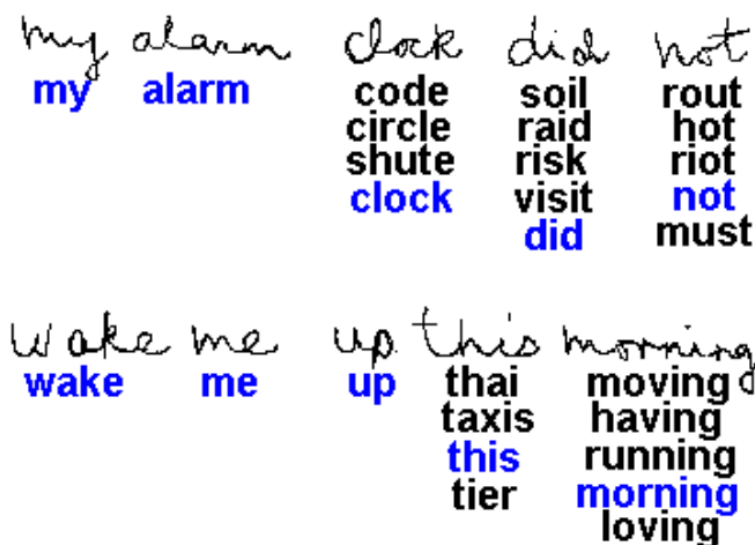 my alarm clock did not
my alarm code soil rout
circle raid hot
shute risk riot
clock visit not
did must
wake me up this morning
wake me up thai moving
taxis having
this running
tier morning
loving